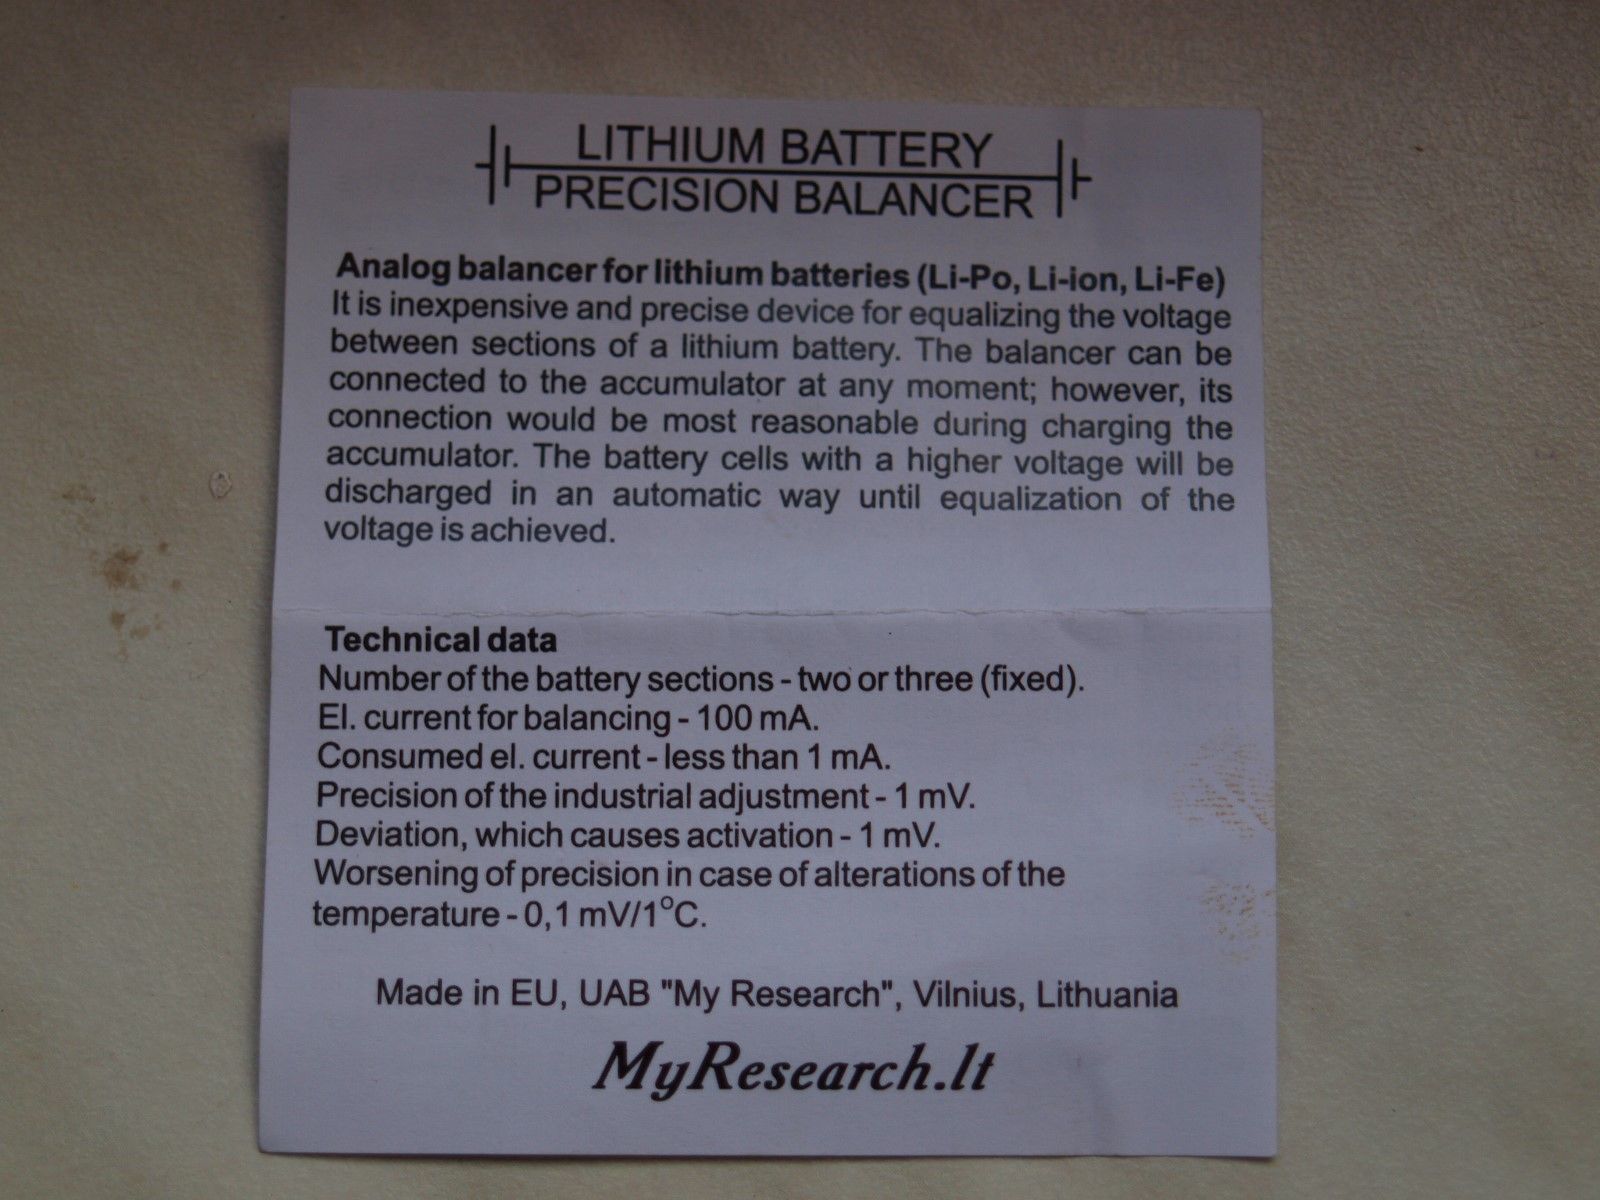 LITHIUM BATTERY
PRECISION BALANCER
Analog balancer for lithium batteries (Li-Po, Li-ion, Li-Fe)
It is inexpensive and precise device for equalizing the voltage
between sections of a lithium battery. The balancer can be
connected to the accumulator at any moment; however, its
connection would be most reasonable during charging the
accumulator. The battery cells with a higher voltage will be
discharged in an automatic way until equalization of the
voltage is achieved.
Technical data
Number of the battery sections - two or three (fixed).
El. current for balancing - 100 mA.
Consumed el. current - less than 1 mA.
Precision of the industrial adjustment - 1 mV.
Deviation, which causes activation - 1 mV.
Worsening of precision in case of alterations of the
temperature - 0,1 mV/1°C.
Made in EU, UAB "My Research", Vilnius, Lithuania
MyResearch.lt